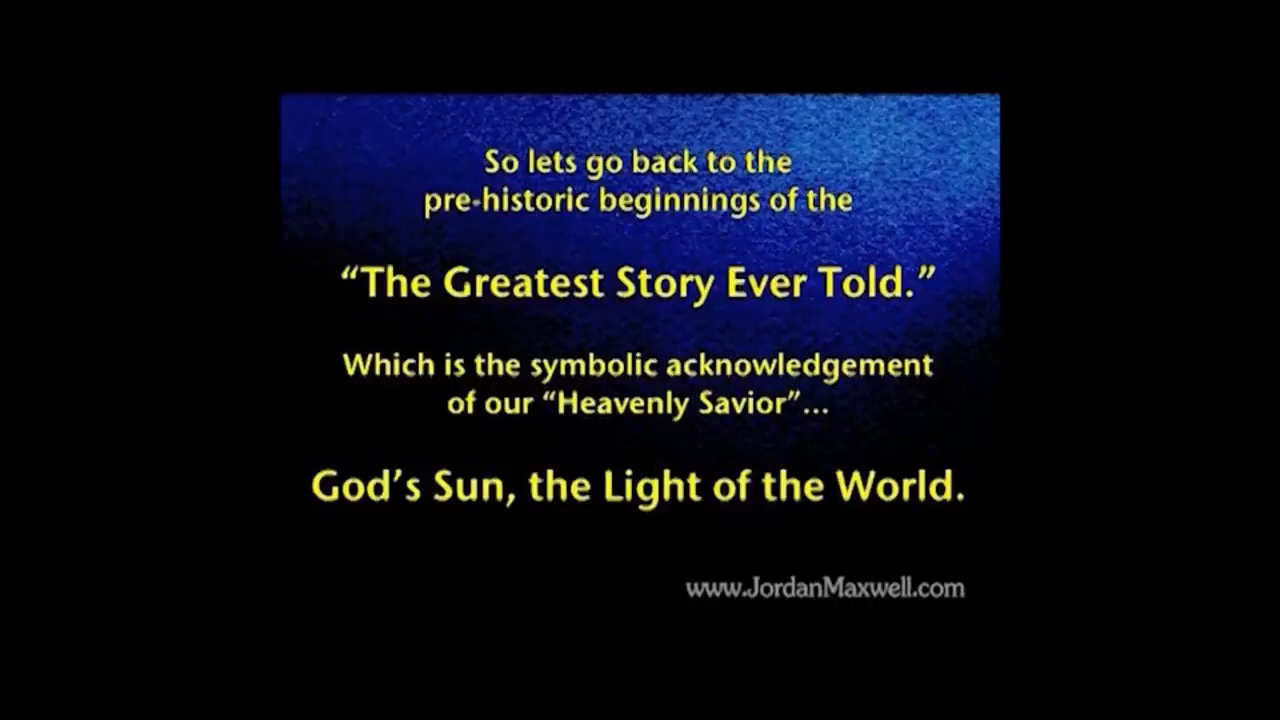 So lets go back to the
pre-historic beginnings of the
“The Greatest Story Ever Told.”
Which is the symbolic acknowledgement
of our “Heavenly Savior”...
God’s Sun, the Light of the World.
www.JordanMaxwell.com